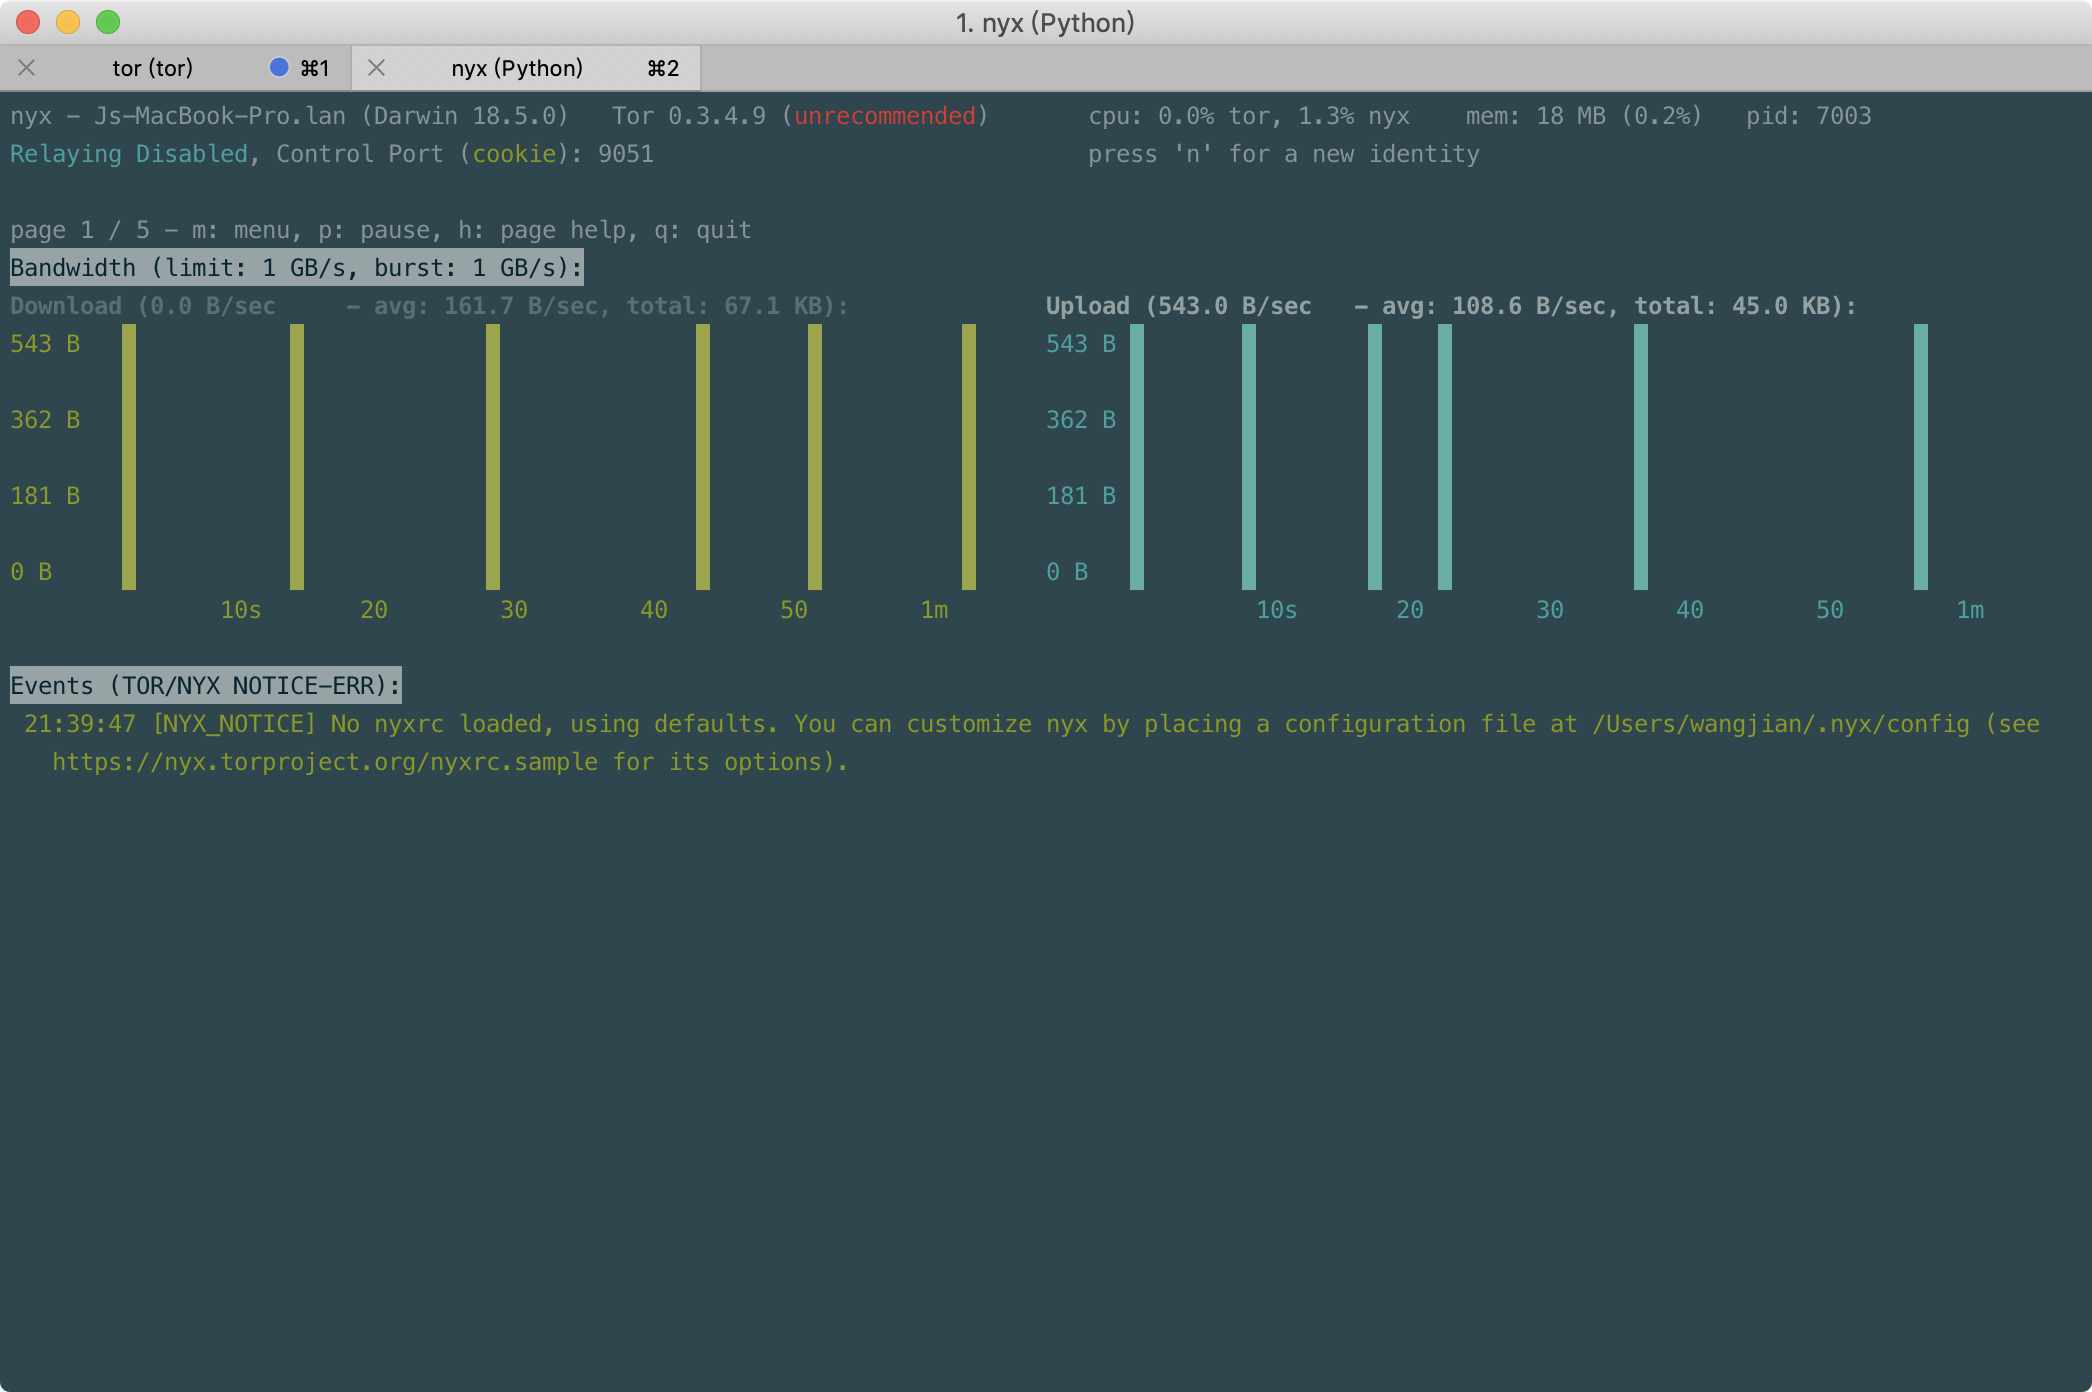 1. nyx (Python)
tor (tor) ⌘1 nyx (Python) ⌘2
nyx - Js-MacBook-Pro.lan (Darwin 18.5.0) Tor 0.3.4.9 (unrecommended) cpu: 0.0% tor, 1.3% nyx mem: 18 MB (0.2%) pid: 7003
Relaying Disabled, Control Port (cookie): 9051 press 'n' for a new identity
page 1 / 5 - m: menu, p: pause, h: page help, q: quit
Bandwidth (limit: 1 GB/s, burst: 1 GB/s):
Download (0.0 B/sec - avg: 161.7 B/sec, total: 67.1 KB): Upload (543.0 B/sec - avg: 108.6 B/sec, total: 45.0 KB):
543 B 543 B
362 B 362 B
181 B 181 B
0 B 0 B
10s 20 30 40 50 1m 10s 20 30 40 50 1m
Events (TOR/NYX NOTICE-ERR):
21:39:47 [NYX_NOTICE] No nyxrc loaded, using defaults. You can customize nyx by placing a configuration file at /Users/wangjian/.nyx/config (see
https://nyx.torproject.org/nyxrc.sample for its options).